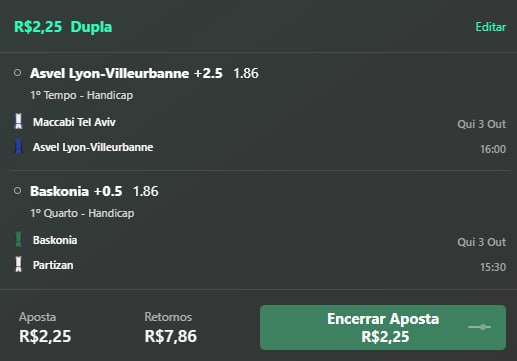 R$2,25 Dupla Editar
Asvel Lyon-Villeurbanne +2.5 1.86
1º Tempo - Handicap
Maccabi Tel Aviv Qui 3 Out
Asvel Lyon-Villeurbanne 16:00
Baskonia +0.5 1.86
1º Quarto - Handicap
Baskonia Qui 3 Out
Partizan 15:30
Aposta Retornos Encerrar Aposta
R$2,25 R$7,86 R$2,25